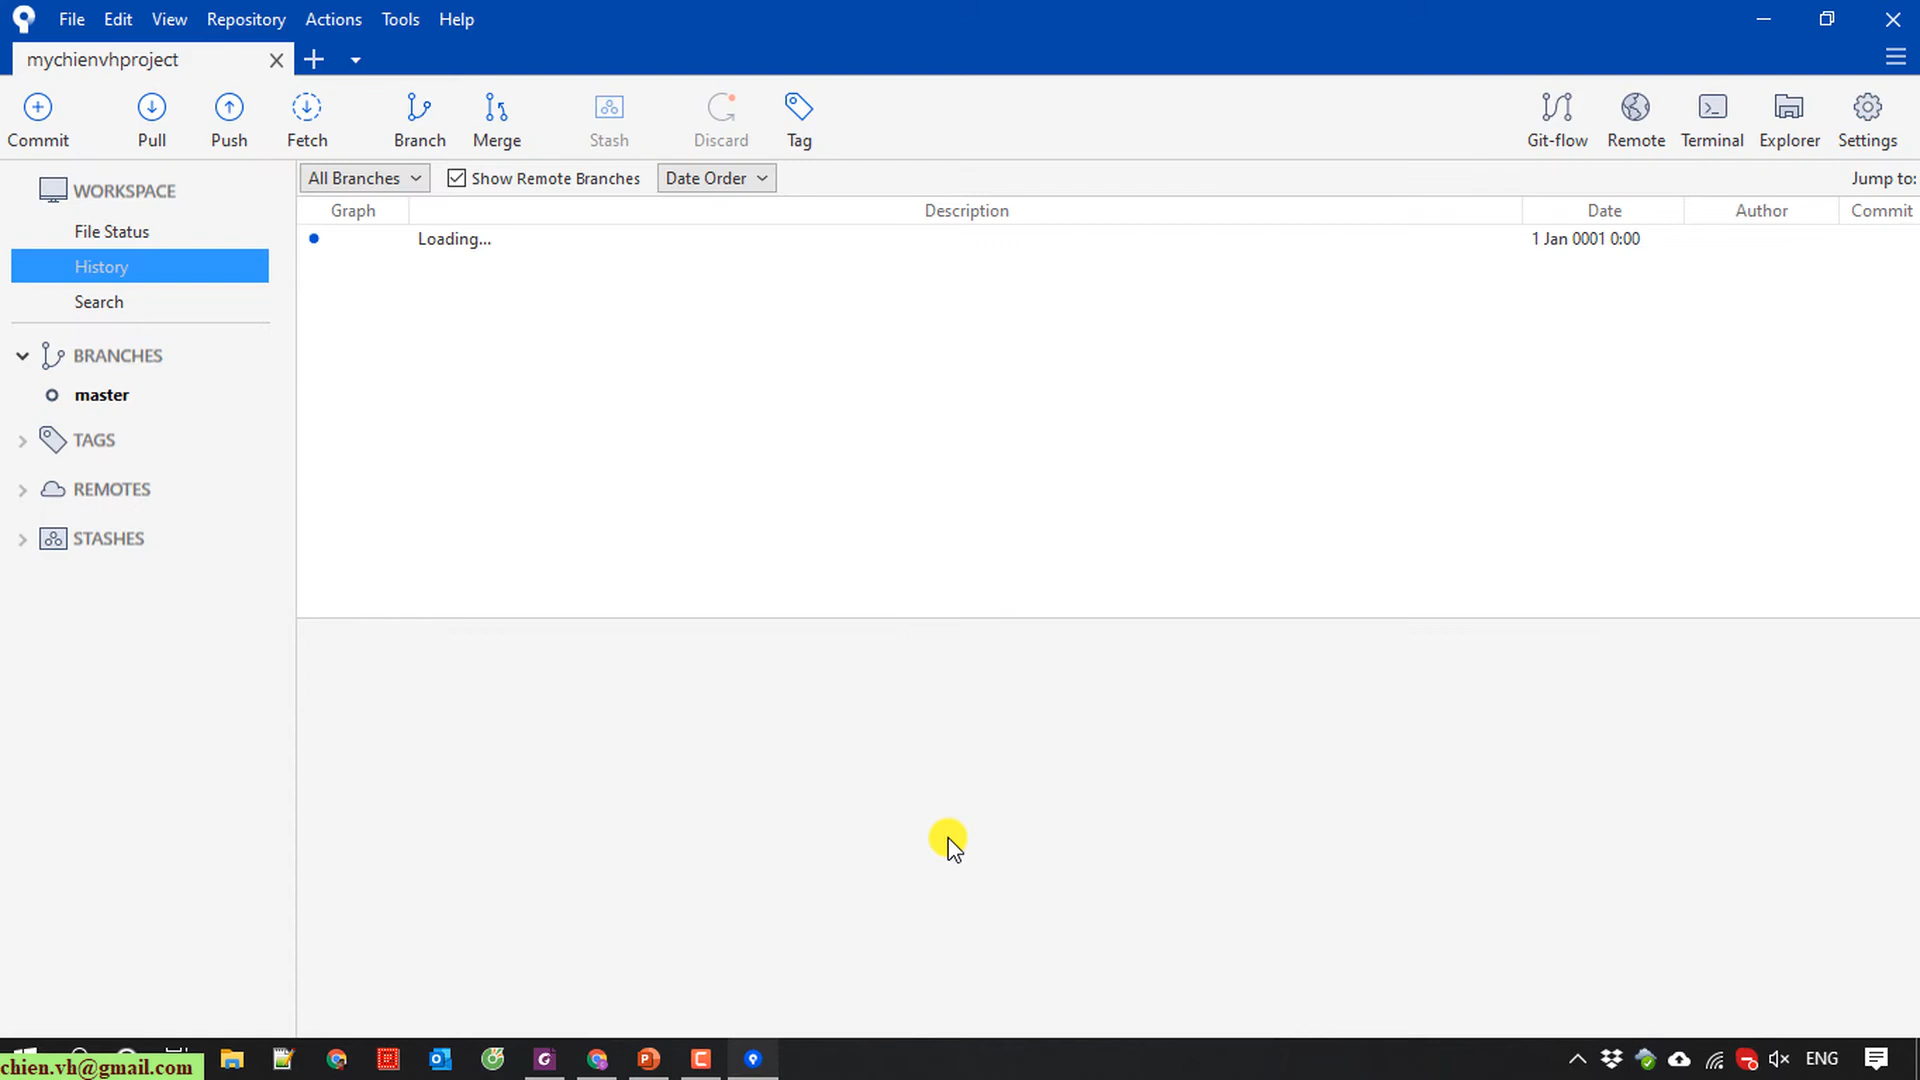 File Edit View Repository Actions Tools Help
mychienvhproject
Commit Pull Push Fetch Branch Merge Stash Discard Tag Git-flow Remote Terminal Explorer Settings
All Branches Show Remote Branches Date Order Jump to:
Graph Description Date Author Commit
Loading... 1 Jan 0001 0:00
WORKSPACE
File Status
History
Search
BRANCHES
master
TAGS
REMOTES
STASHES
chien.vh@gmail.com
ENG